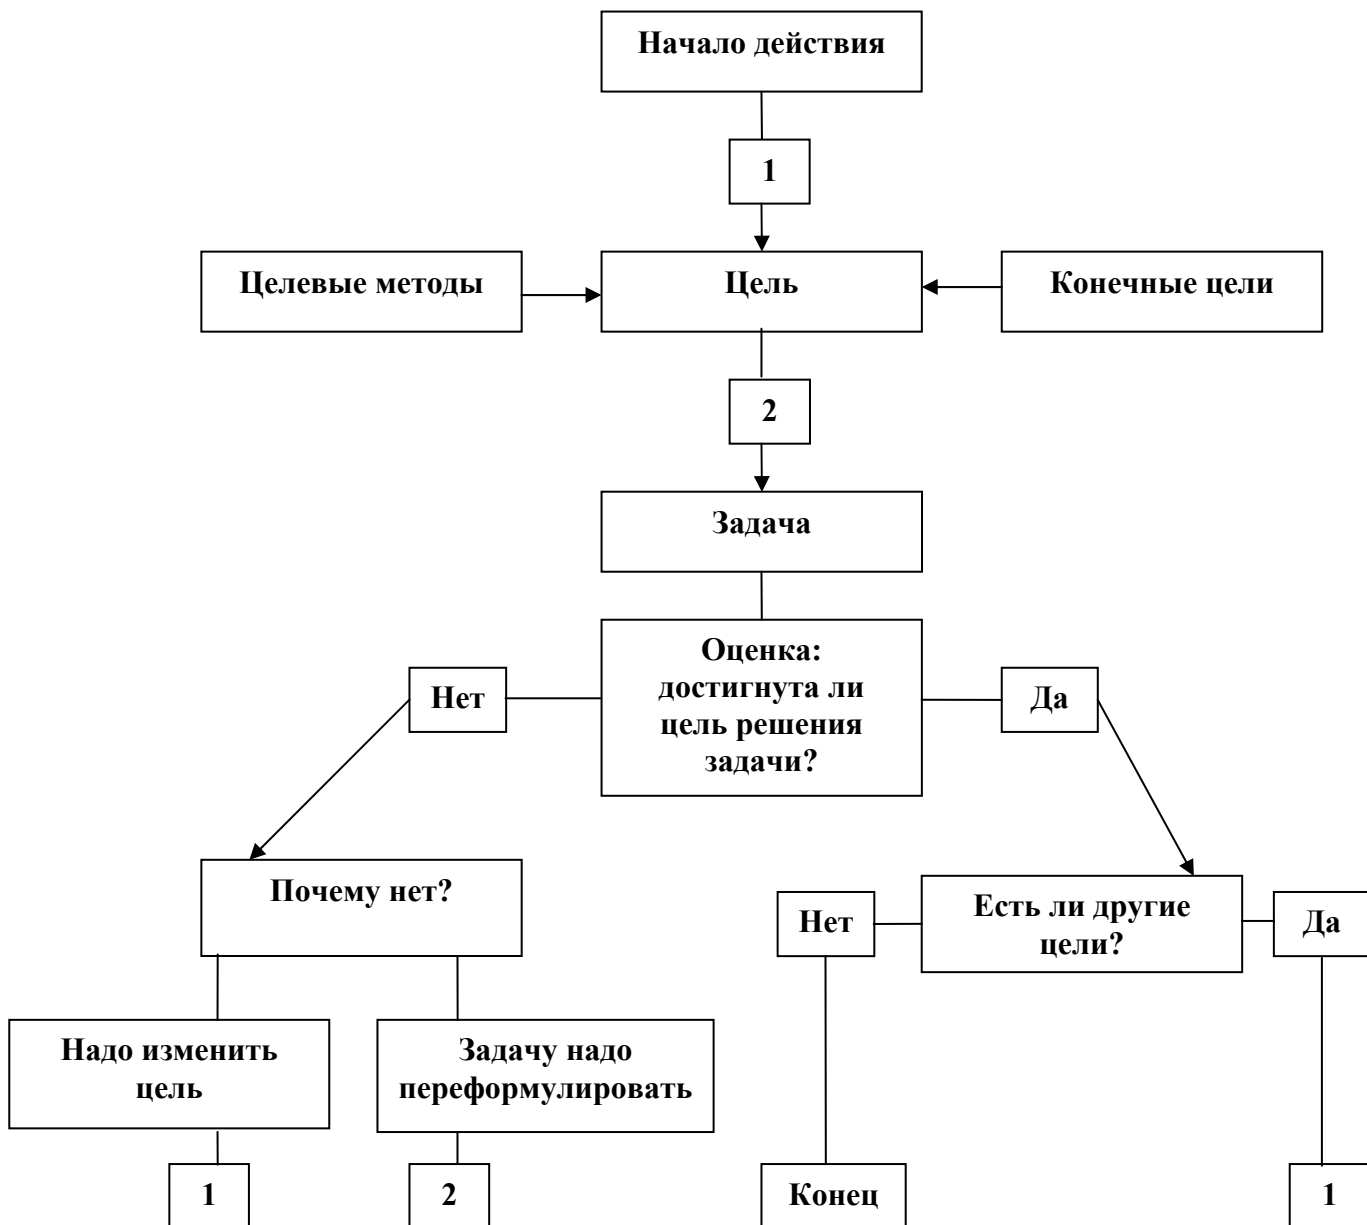 Начало действия
1
Целевые методы
Цель
Конечные цели
2
Задача
Оценка:
достигнута ли
цель решения
задачи?
Нет
Да
Почему нет?
Нет
Есть ли другие
цели?
Да
Надо изменить
цель
Задачу надо
переформулировать
1
2
Конец
1